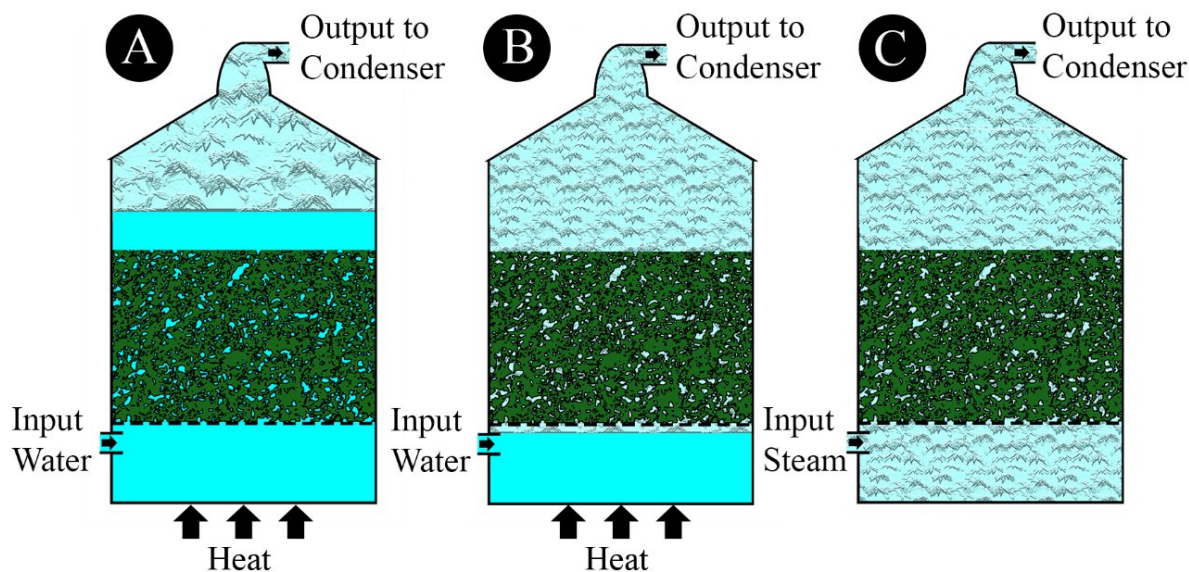 A
Output to
Condenser
Input
Water
Heat
B
Output to
Condenser
Input
Water
Heat
C
Output to
Condenser
Input
Steam